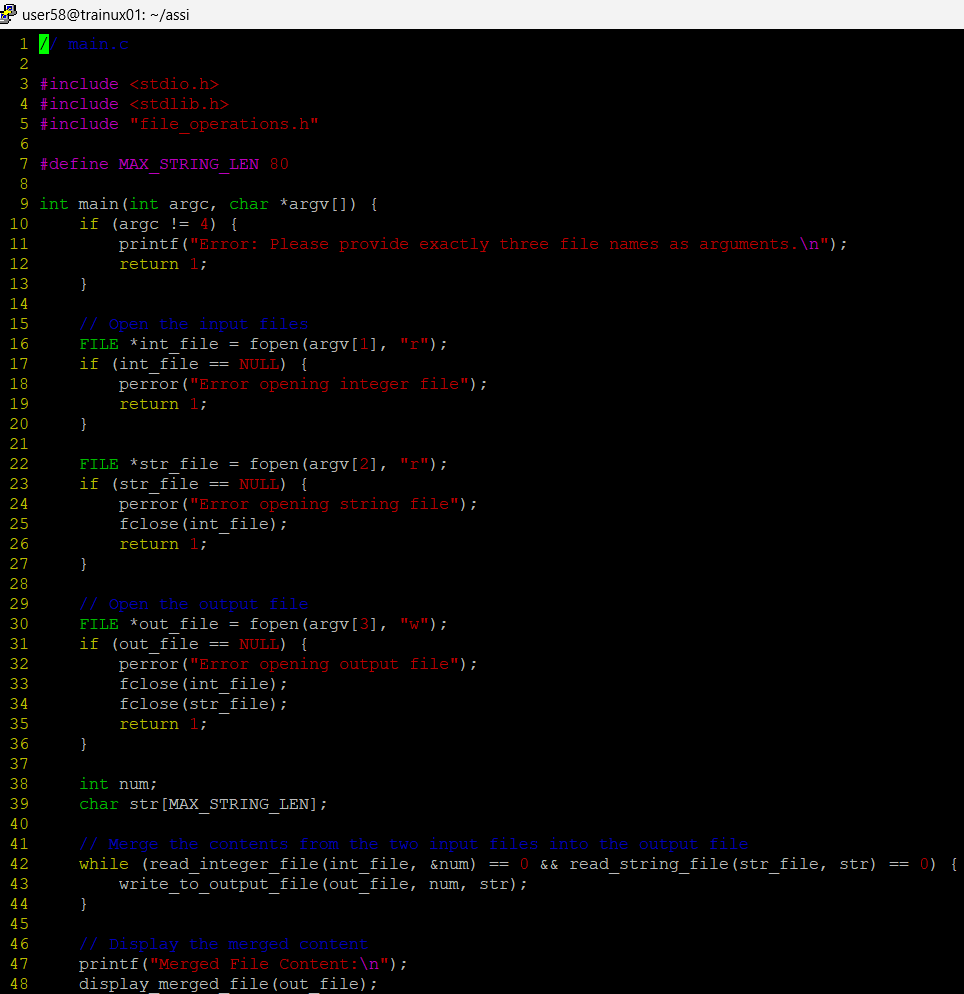 user58@trainux01: ~/assi
1 // main.c
2
3 #include <stdio.h>
4 #include <stdlib.h>
5 #include "file_operations.h"
6
7 #define MAX_STRING_LEN 80
8
9 int main(int argc, char *argv[]) {
10     if (argc != 4) {
11         printf("Error: Please provide exactly three file names as arguments.\n");
12         return 1;
13     }
14
15     // Open the input files
16     FILE *int_file = fopen(argv[1], "r");
17     if (int_file == NULL) {
18         perror("Error opening integer file");
19         return 1;
20     }
21
22     FILE *str_file = fopen(argv[2], "r");
23     if (str_file == NULL) {
24         perror("Error opening string file");
25         fclose(int_file);
26         return 1;
27     }
28
29     // Open the output file
30     FILE *out_file = fopen(argv[3], "w");
31     if (out_file == NULL) {
32         perror("Error opening output file");
33         fclose(int_file);
34         fclose(str_file);
35         return 1;
36     }
37
38     int num;
39     char str[MAX_STRING_LEN];
40
41     // Merge the contents from the two input files into the output file
42     while (read_integer_file(int_file, &num) == 0 && read_string_file(str_file, str) == 0) {
43         write_to_output_file(out_file, num, str);
44     }
45
46     // Display the merged content
47     printf("Merged File Content:\n");
48     display_merged_file(out_file);